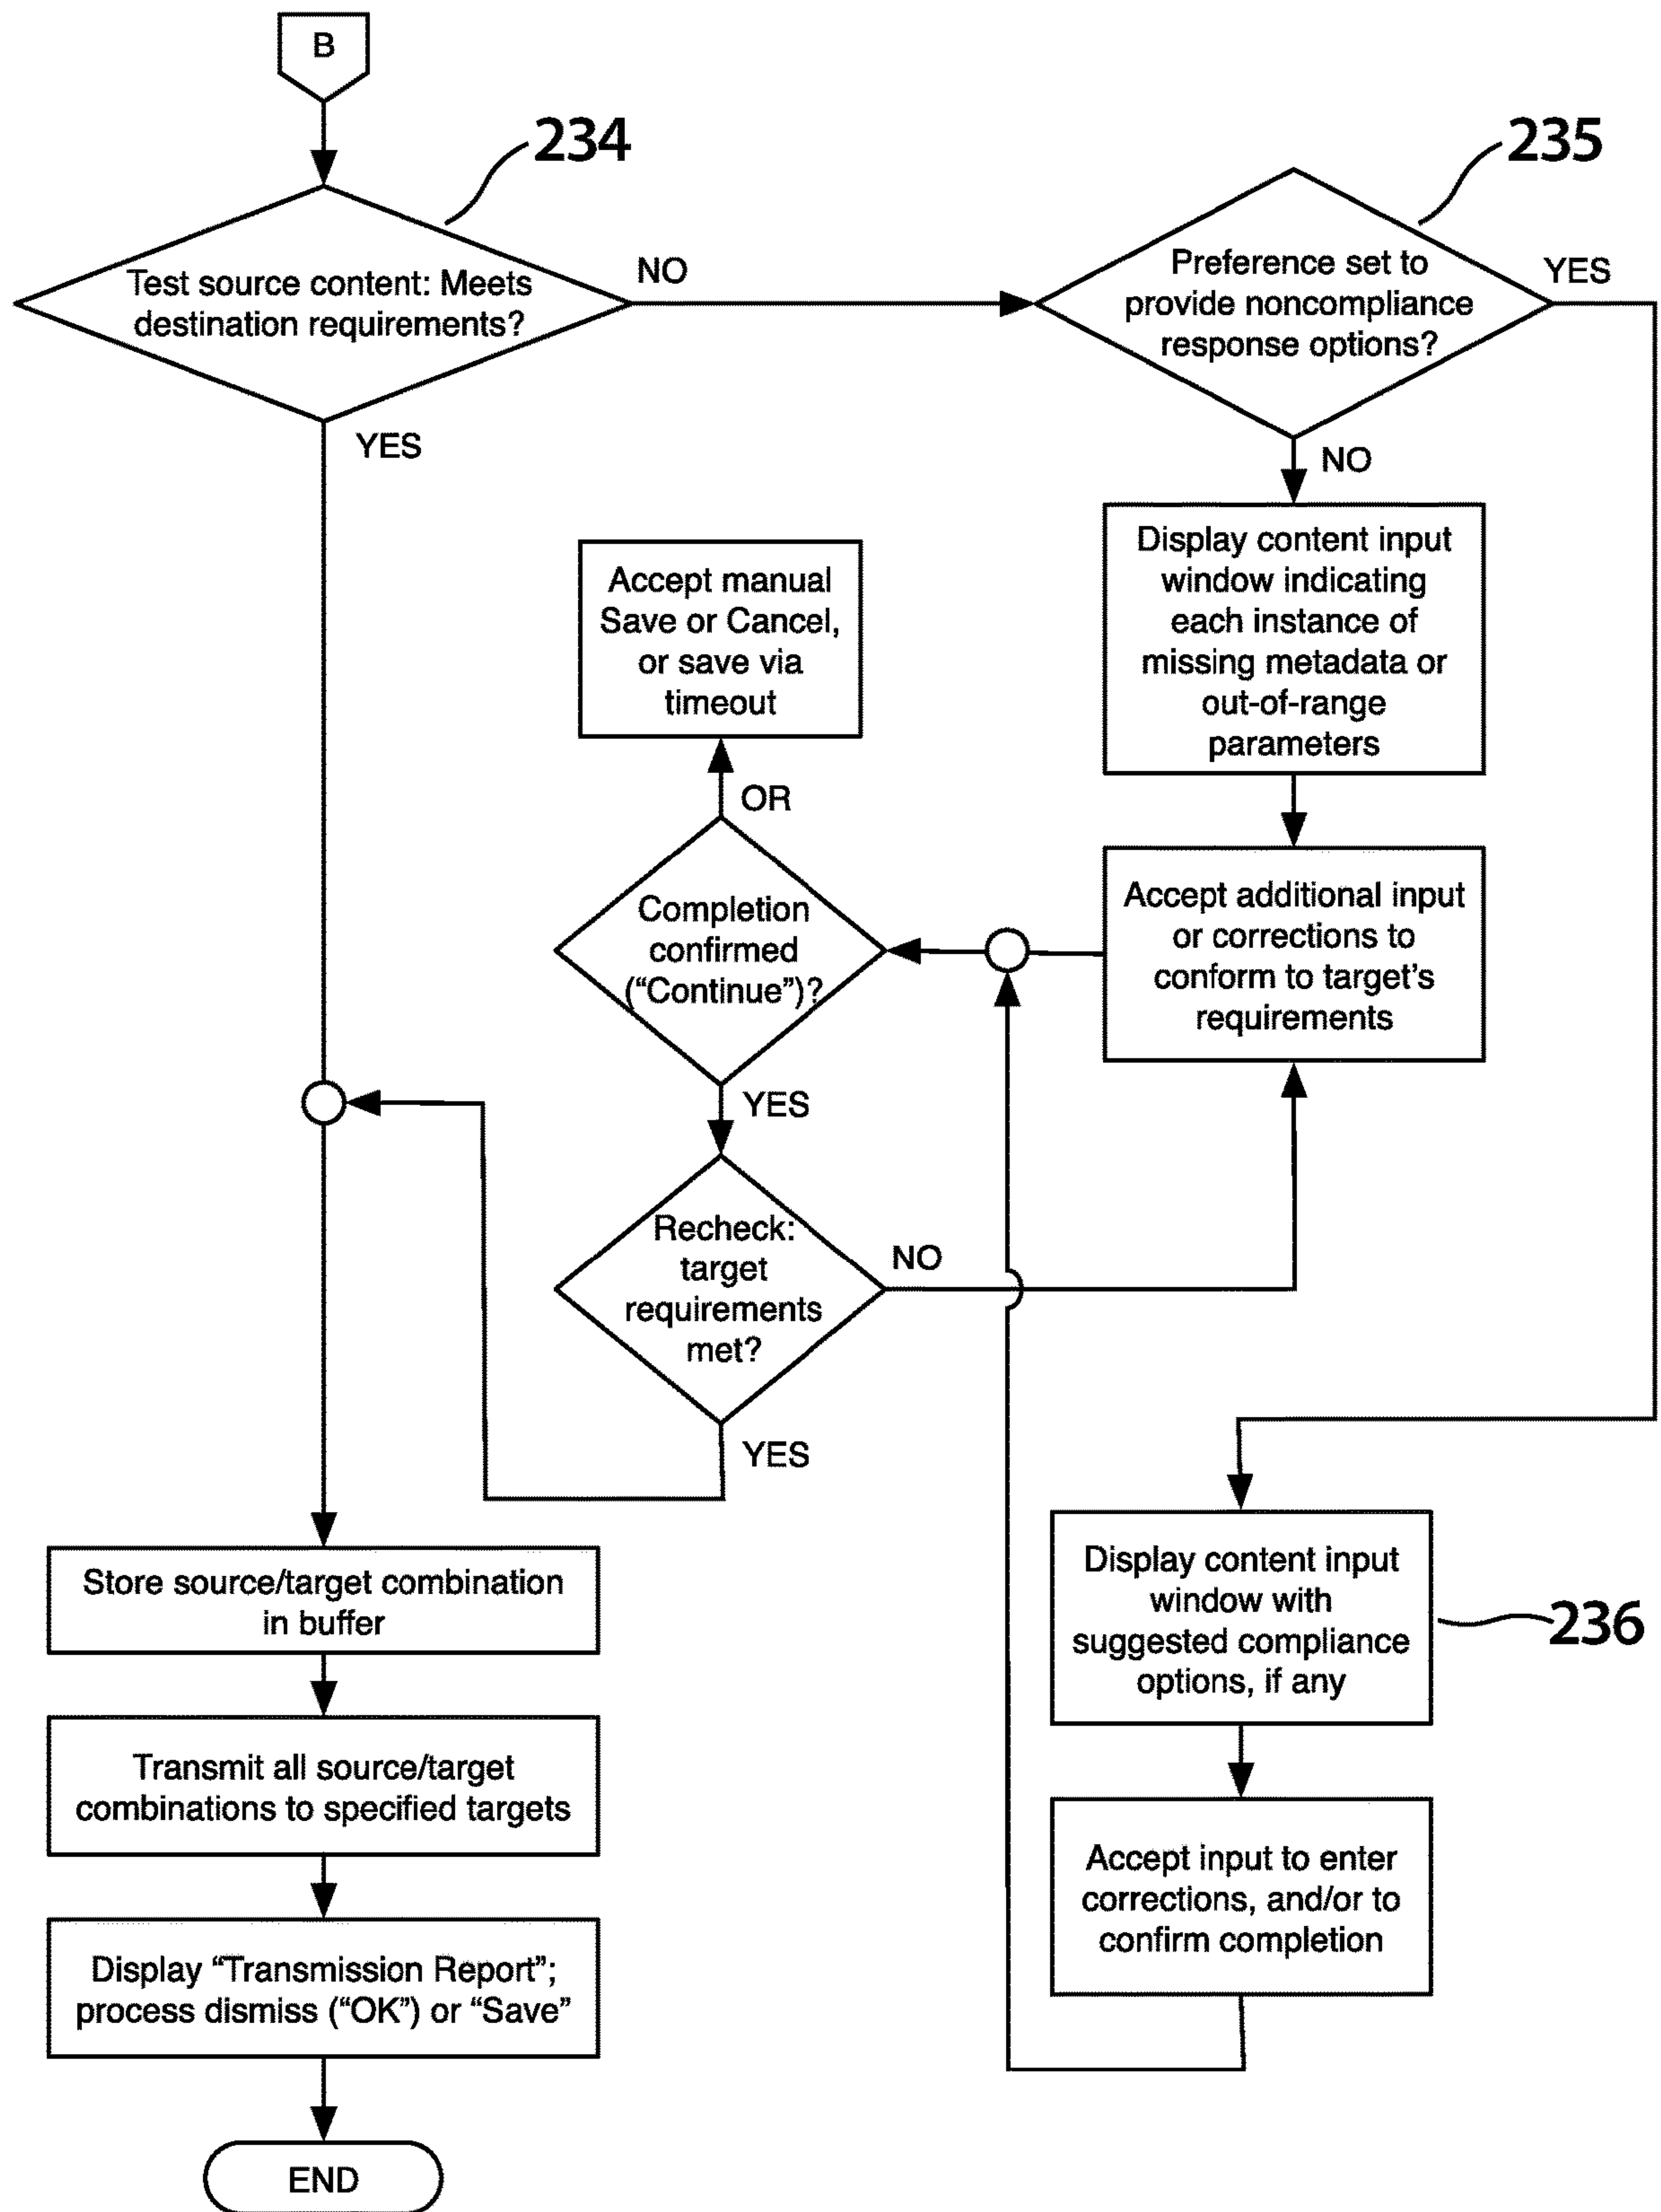 B
234
235
Test source content: Meets
destination requirements?
NO
Preference set to
provide noncompliance
response options?
YES
YES
NO
Display content input
window indicating
each instance of
missing metadata or
out-of-range
parameters
Accept manual
Save or Cancel,
or save via
timeout
OR
Completion
confirmed
(“Continue”)?
Accept additional input
or corrections to
conform to target’s
requirements
YES
Recheck:
target
requirements
met?
NO
YES
Store source/target combination
in buffer
Display content input
window with
suggested compliance
options, if any
236
Transmit all source/target
combinations to specified targets
Accept input to enter
corrections, and/or to
confirm completion
Display “Transmission Report”;
process dismiss (“OK”) or “Save”
END